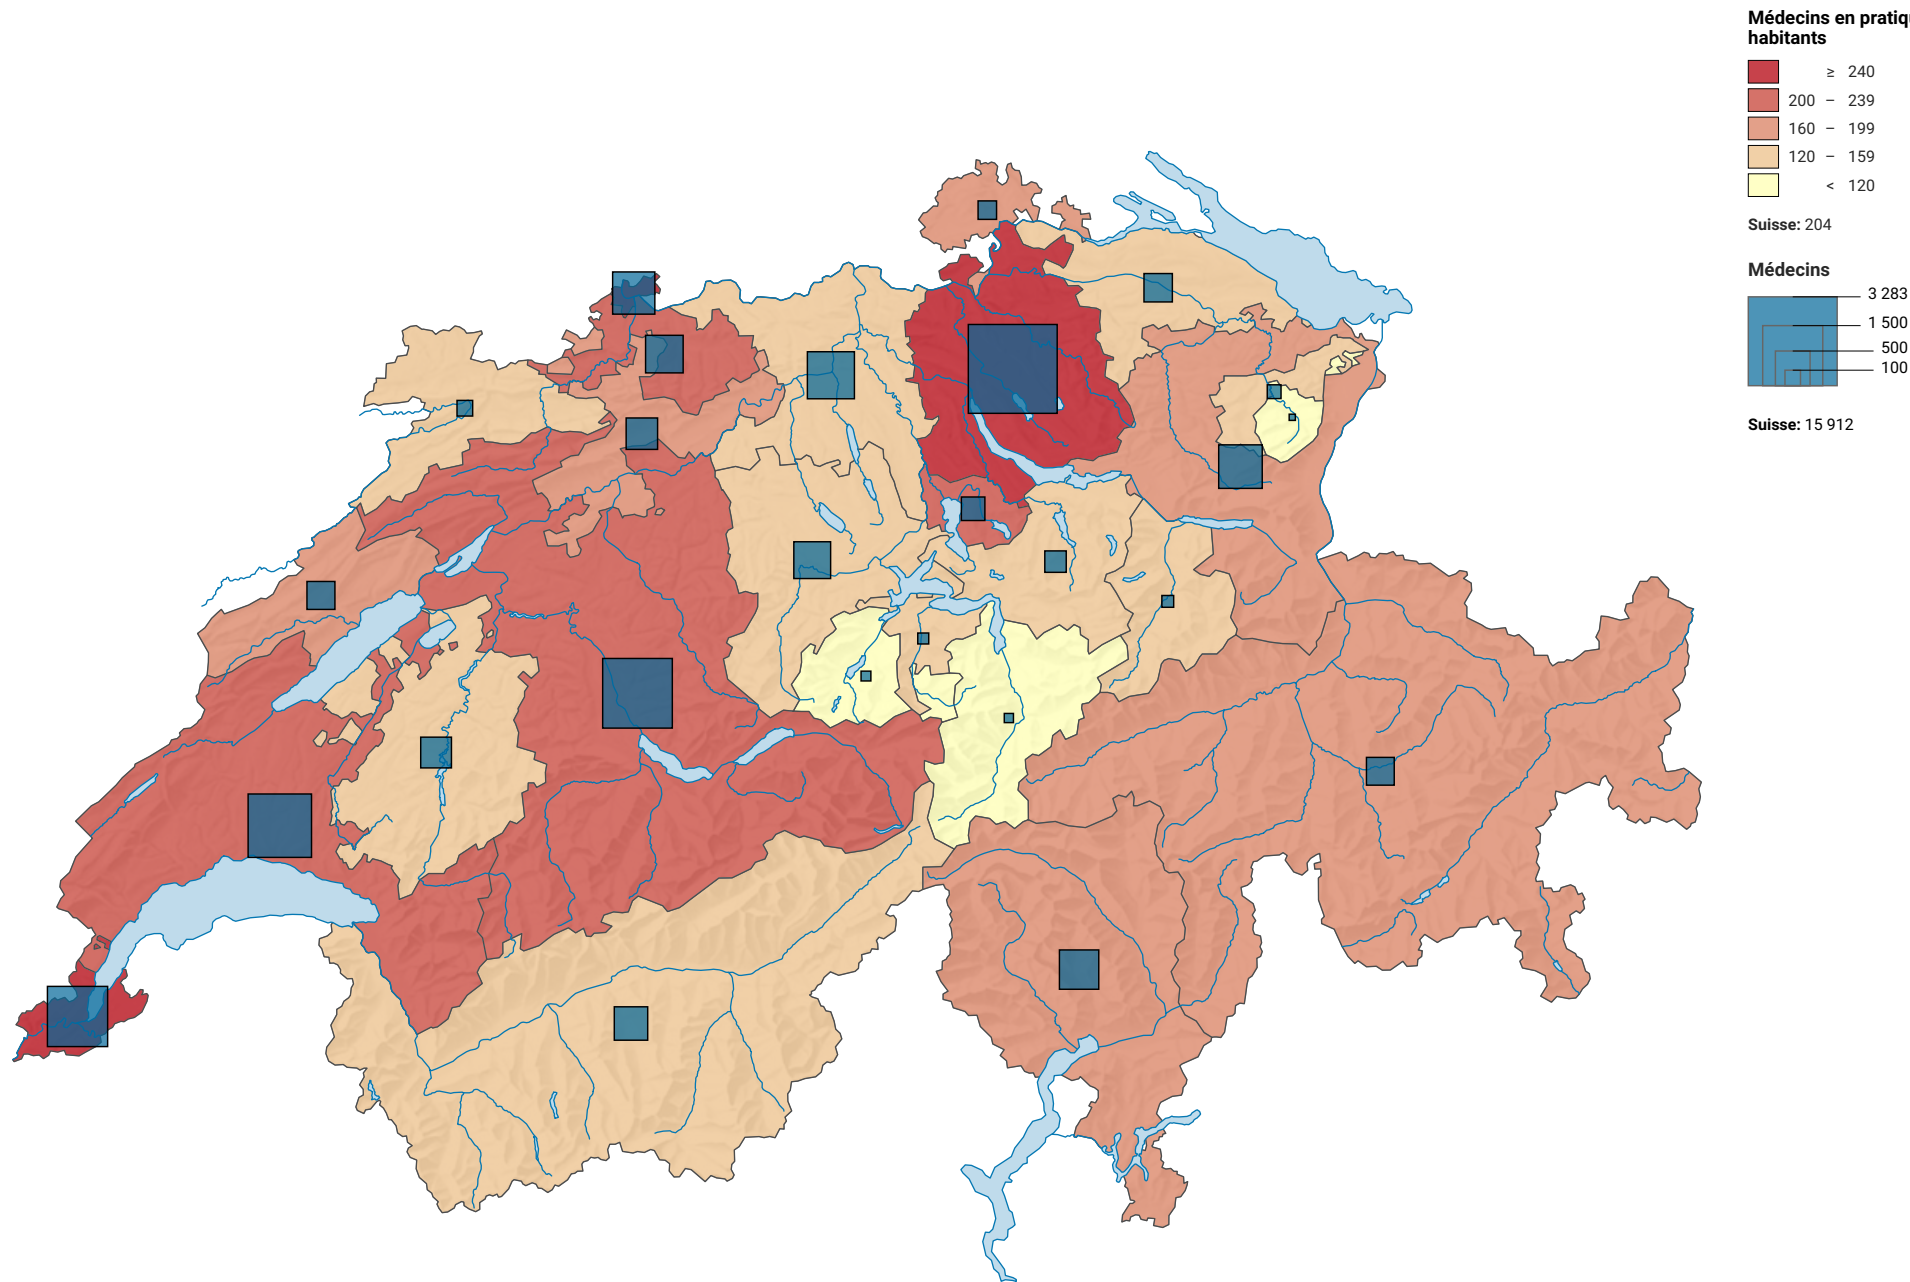 Médecins en
habitants
≥ 240
200 – 239
160 – 199
120 – 159
< 120
Suisse: 204
Médecins
3 283
1 500
500
100
Suisse: 15 912